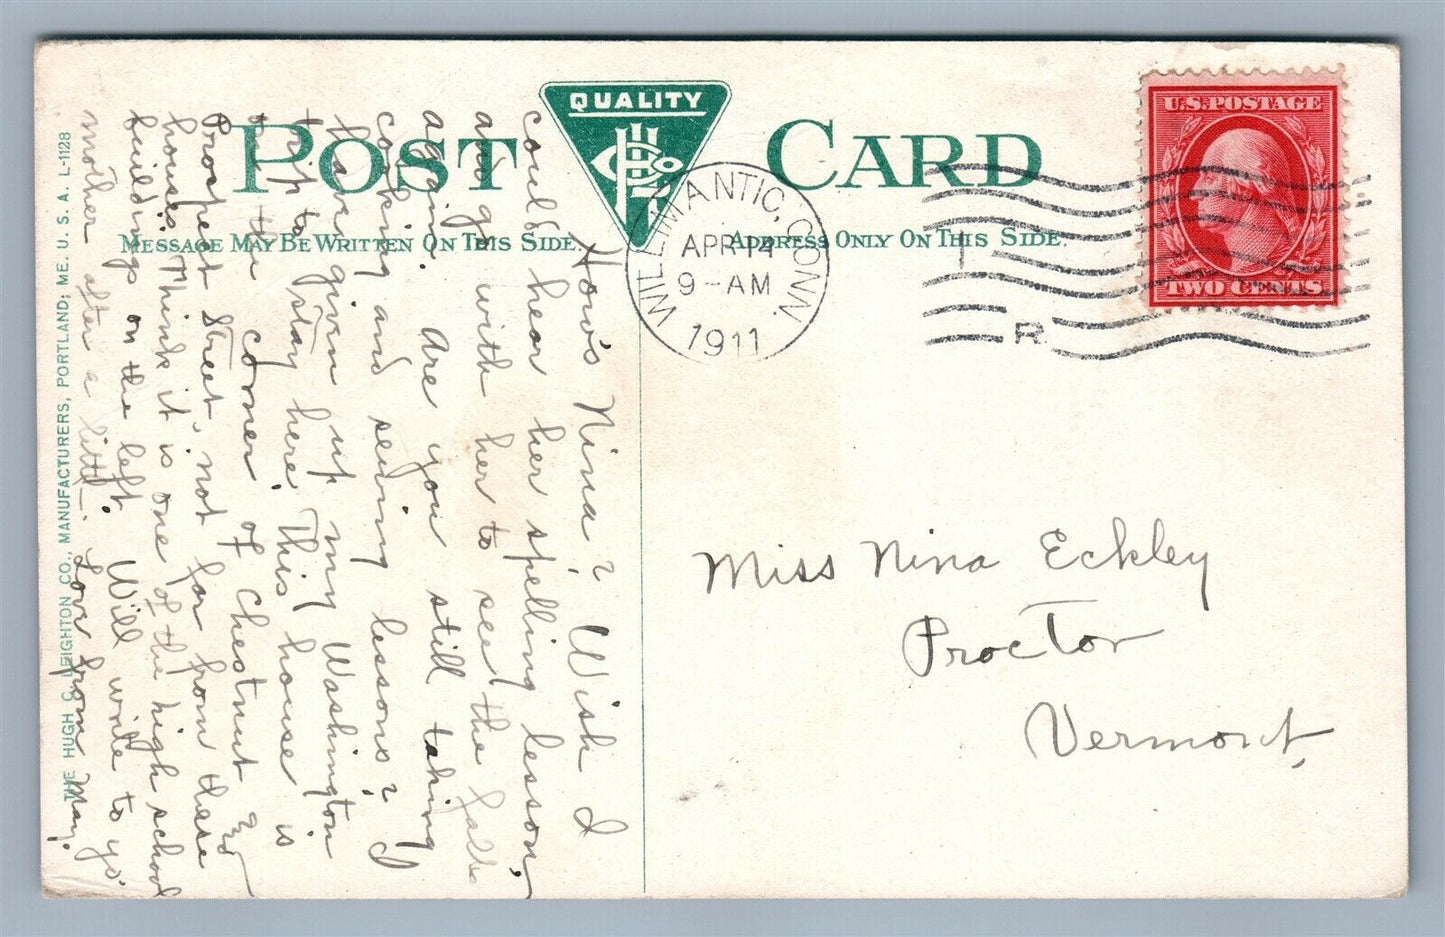 QUALITY
POST CARD
MESSAGE MAY BE WRITTEN ON THIS SIDE.
ADDRESS ONLY ON THIS SIDE.
U.S. POSTAGE
TWO CENTS
WILLIMANTIC, CONN.
APR 14
9-AM
1911
R
How's Nina? Wish I
could hear her spelling lesson,
and go with her to see the falls
again. Are you still taking
cooking and sewing lessons? I
have given up my Washington
trip to stay here. This house is
on the corner of Chestnut and
Prospect Street, not far from these
houses. Think it is one of the high school
buildings on the left. Will write to yo'
mother after a little. Love from May.
Miss Nina Eckley
Proctor
Vermont,
THE HUGH C. LEIGHTON CO., MANUFACTURERS, PORTLAND, ME. U. S. A. L-1128